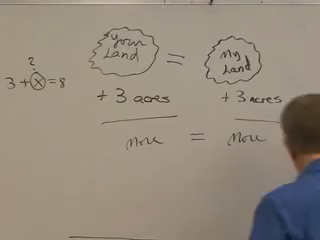 your Land = My Land
?
3 + x = 8
+ 3 acres + 3 acres
more = more